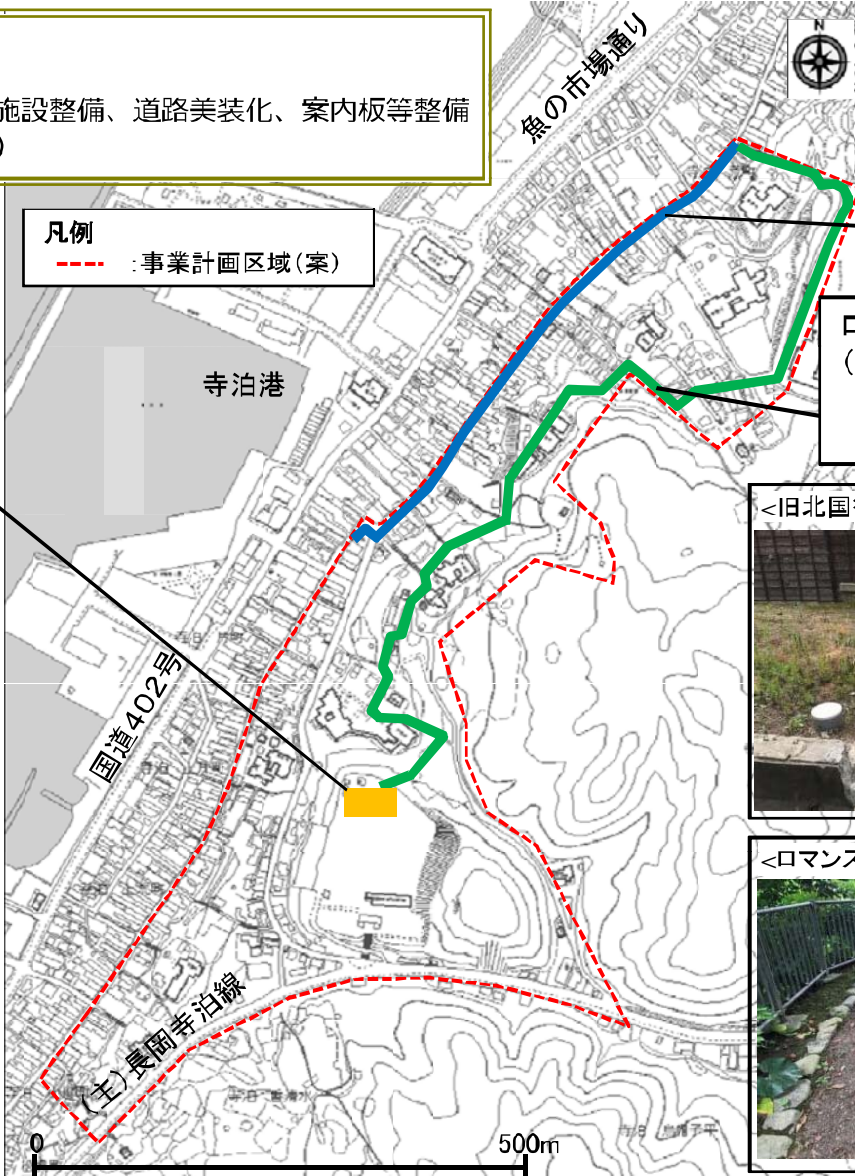 施設整備、道路美装化、案内板等整備
)
魚の市場通り
N
凡例
:事業計画区域(案)
寺泊港
ロ
(
<旧北国
国道402号
<ロマンス
(主)長岡寺泊線
0
500m